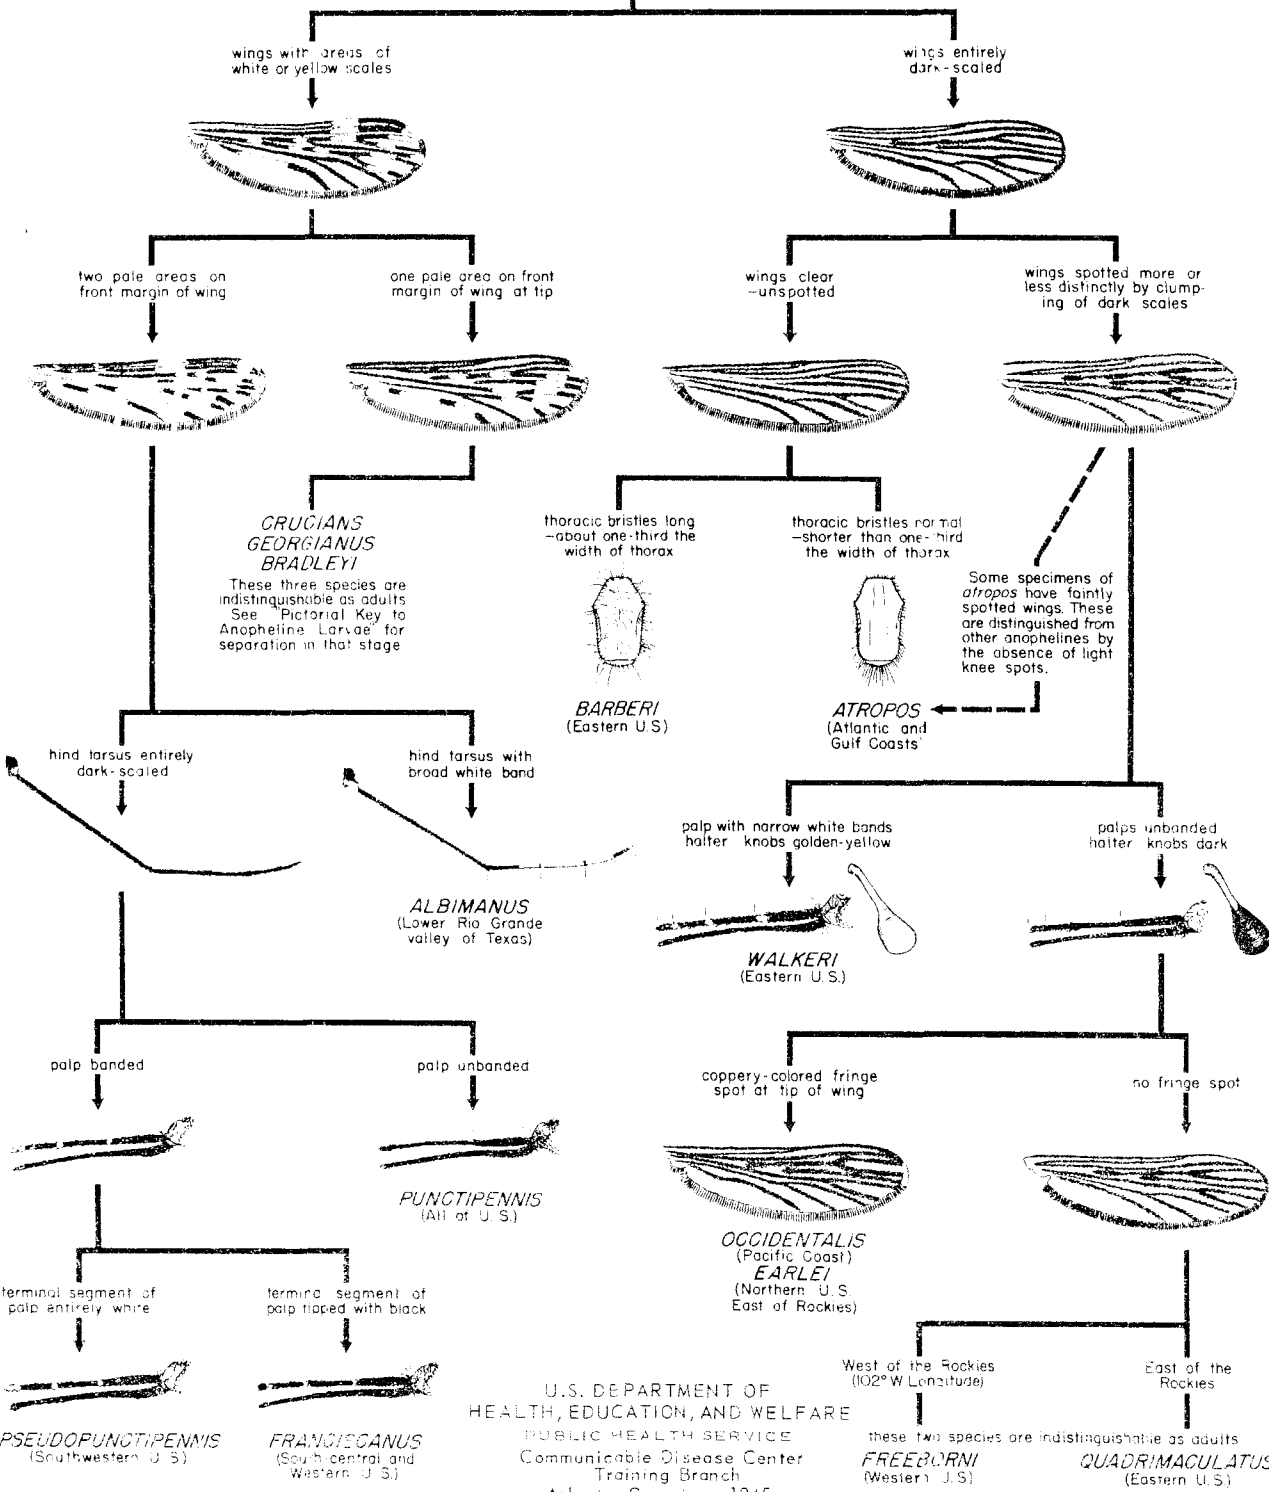 wings with areas of
white or yellow scales
wings entirely
dark-scaled
two pale areas on
front margin of wing
one pale area on front
margin of wing at tip
wings clear
-unspotted
wings spotted more or
less distinctly by clump-
ing of dark scales
CRUCIANS
GEORGIANUS
BRADLEYI
These three species are
indistinguishable as adults
See "Pictorial Key to
Anopheline Larvae" for
separation in that stage
thoracic bristles long
-about one-third the
width of thorax
thoracic bristles normal
-shorter than one-third
the width of thorax
Some specimens of
atropos have faintly
spotted wings. These
are distinguished from
other anophelines by
the absence of light
knee spots.
BARBERI
(Eastern U.S)
ATROPOS
(Atlantic and
Gulf Coasts)
hind tarsus entirely
dark-scaled
hind tarsus with
broad white band
ALBIMANUS
(Lower Rio Grande
valley of Texas)
palp with narrow white bands
halter knobs golden-yellow
palps unbanded
halter knobs dark
WALKERI
(Eastern U.S.)
palp banded
palp unbanded
PUNCTIPENNIS
(All of U.S.)
coppery-colored fringe
spot at tip of wing
no fringe spot
OCCIDENTALIS
(Pacific Coast)
EARLEI
(Northern U.S.
East of Rockies)
terminal segment of
palp entirely white
terminal segment of
palp tipped with black
PSEUDOPUNCTIPENNIS
(Southwestern U S)
FRANCISCANUS
(South central and
Western U.S.)
West of the Rockies
(102° W Longitude)
East of the
Rockies
these two species are indistinguishable as adults
FREEBORNI
(Western U.S)
QUADRIMACULATUS
(Eastern U.S.)
U.S. DEPARTMENT OF
HEALTH, EDUCATION, AND WELFARE
PUBLIC HEALTH SERVICE
Communicable Disease Center
Training Branch